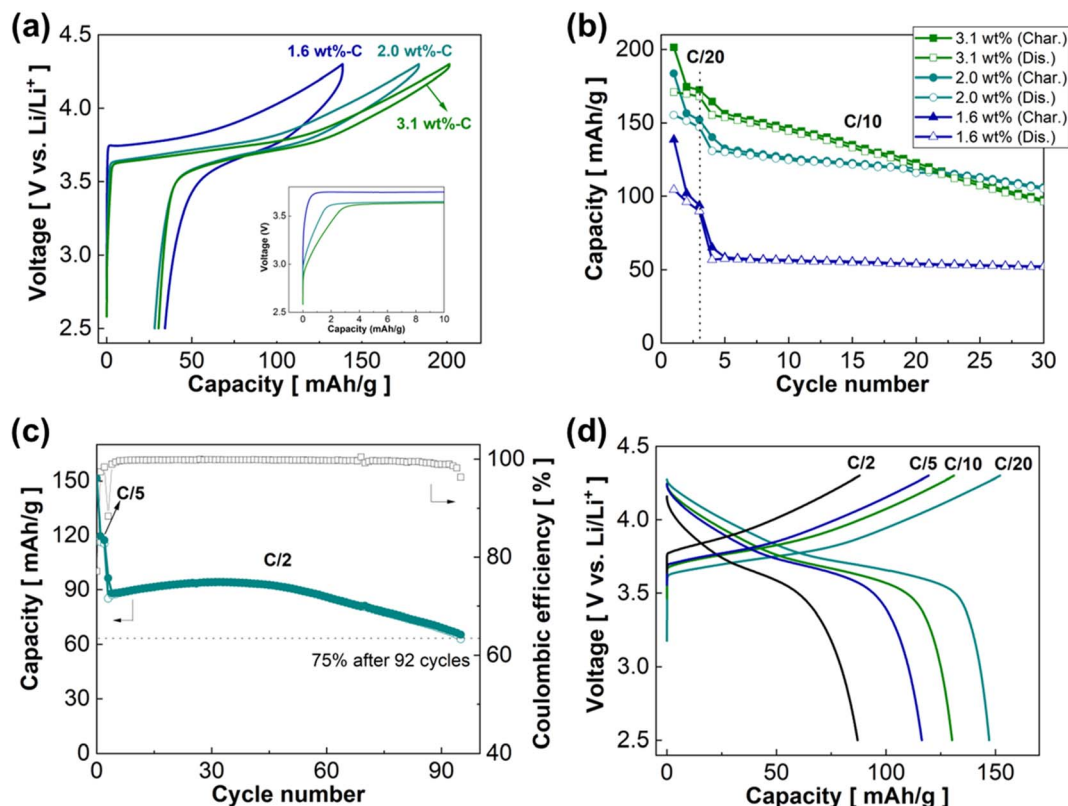 (a)
4.5
4.0
3.5
3.0
2.5
Voltage [ V vs. Li/Li⁺ ]
1.6 wt%-C
2.0 wt%-C
3.1 wt%-C
Voltage (V)
3.5
3.0
2.5
0 2 4 6 8 10
Capacity (mAh/g)
0 50 100 150 200
Capacity [ mAh/g ]
(b)
200
150
100
50
0
Capacity [ mAh/g ]
C/20
C/10
3.1 wt% (Char.)
3.1 wt% (Dis.)
2.0 wt% (Char.)
2.0 wt% (Dis.)
1.6 wt% (Char.)
1.6 wt% (Dis.)
0 5 10 15 20 25 30
Cycle number
(c)
150
120
90
60
30
0
Capacity [ mAh/g ]
C/5
C/2
75% after 92 cycles
100
80
60
40
Coulombic efficiency [ % ]
0 30 60 90
Cycle number
(d)
4.5
4.0
3.5
3.0
2.5
Voltage [ V vs. Li/Li⁺ ]
C/2 C/5 C/10 C/20
0 50 100 150
Capacity [ mAh/g ]